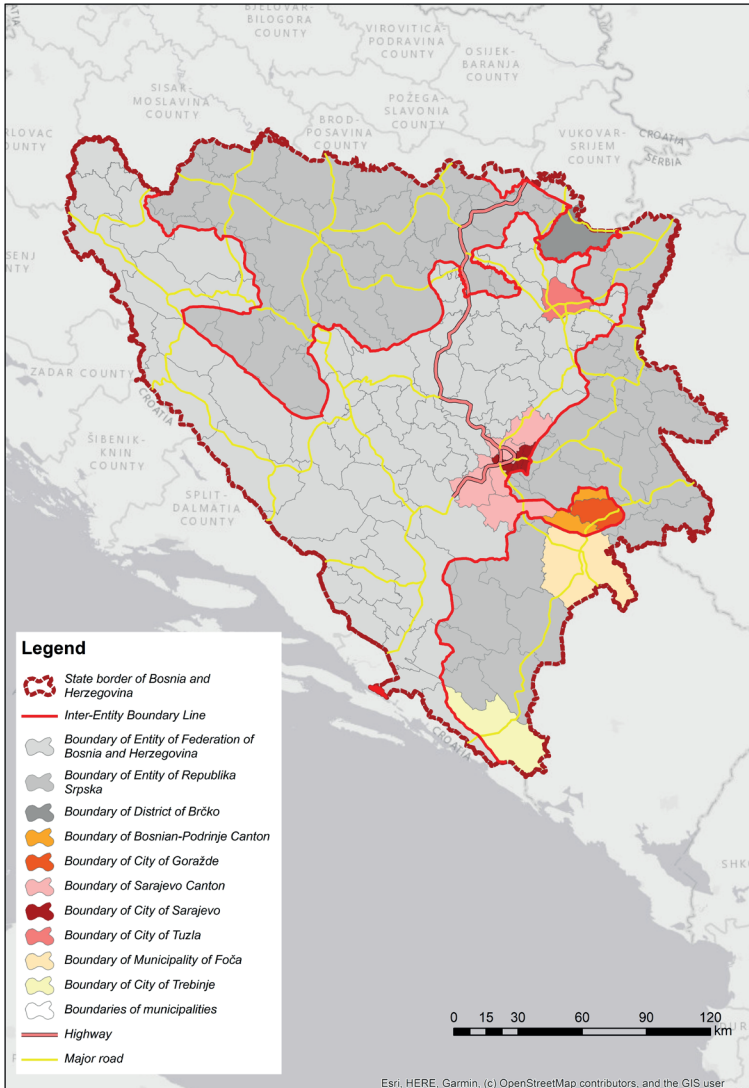 BJELOVAR-
BILOGORA
COUNTY
VIROVITICA-
PODRAVINA
COUNTY
OSIJEK-
BARANJA
COUNTY
SISAK-
MOSLAVINA
COUNTY
POŽEGA-
SLAVONIA
COUNTY
BROD-
POSAVINA
COUNTY
VUKOVAR-
SRIJEM
COUNTY
CROATIA
SERBIA
RLOVAC
OUNTY
SENJ
NTY
ZADAR COUNTY
CROATIA
ŠIBENIK-
KNIN
COUNTY
SPLIT-
DALMATIA
COUNTY
CROATIA
Legend
State border of Bosnia and
Herzegovina
Inter-Entity Boundary Line
Boundary of Entity of Federation of
Bosnia and Herzegovina
Boundary of Entity of Republika
Srpska
Boundary of District of Brčko
Boundary of Bosnian-Podrinje Canton
Boundary of City of Goražde
Boundary of Sarajevo Canton
Boundary of City of Sarajevo
Boundary of City of Tuzla
Boundary of Municipality of Foča
Boundary of City of Trebinje
Boundaries of municipalities
Highway
Major road
0 15 30 60 90 120
km
Esri, HERE, Garmin, (c) OpenStreetMap contributors, and the GIS user